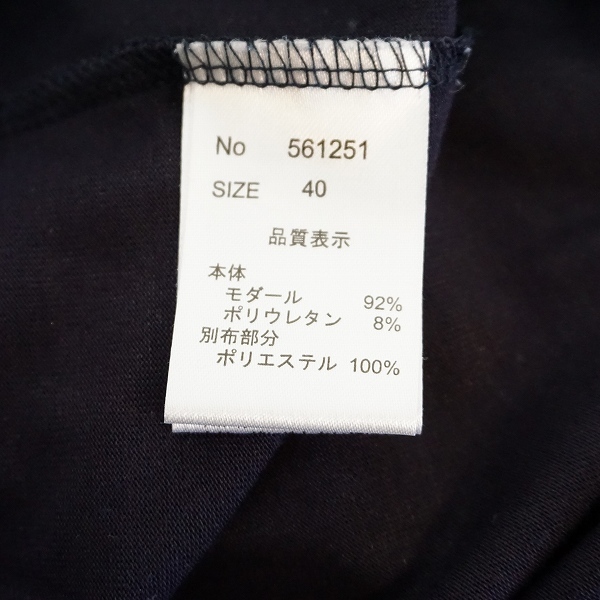 No 561251
SIZE 40
品質表示
本体
モダール 92%
ポリウレタン 8%
別布部分
ポリエステル 100%